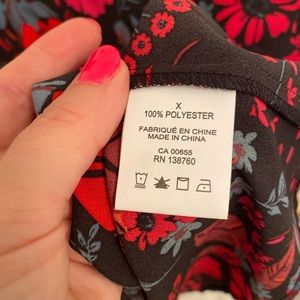 X
100% POLYESTER
FABRIQUÉ EN CHINE
MADE IN CHINA
CA 00655
RN 138760